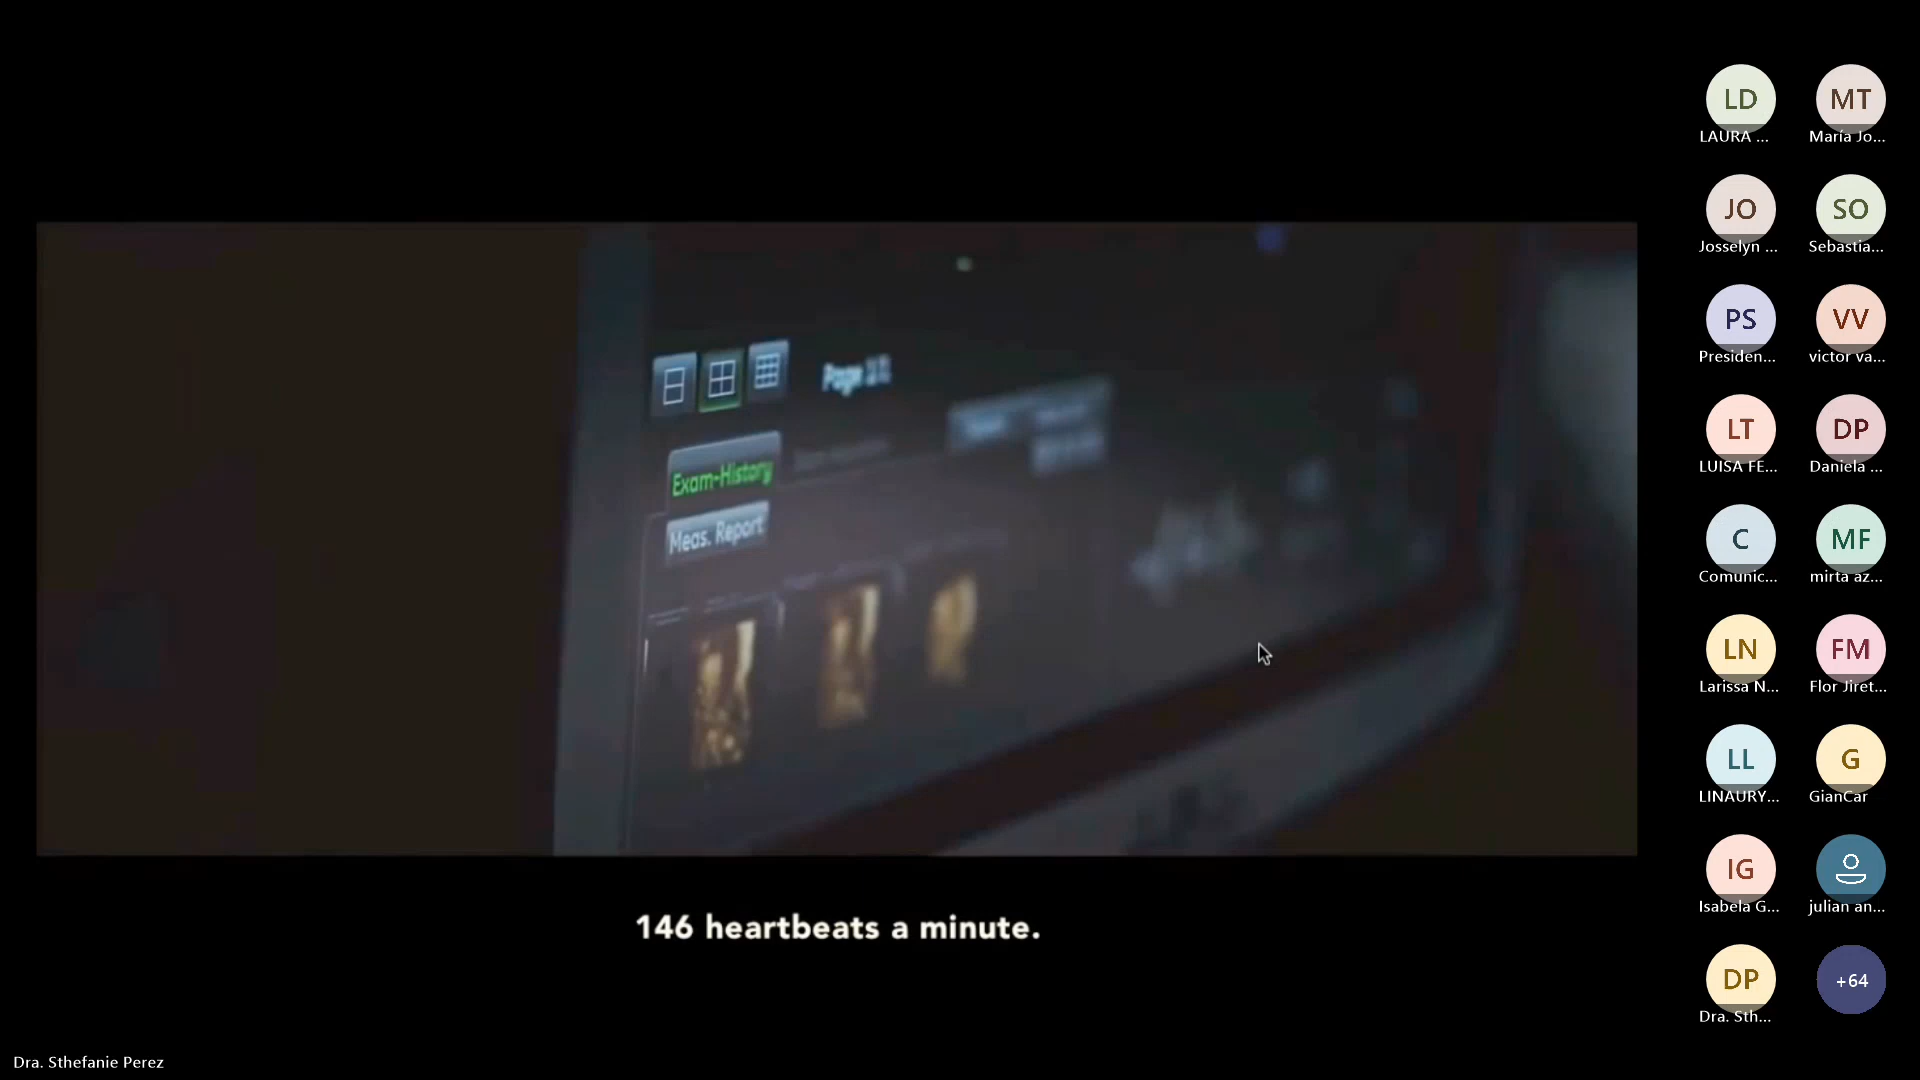 Page 1/1
Exam-History
Meas. Report
146 heartbeats a minute.
LD
LAURA ...
MT
María Jo...
JO
Josselyn ...
SO
Sebastia...
PS
Presiden...
VV
victor va...
LT
LUISA FE...
DP
Daniela ...
C
Comunic...
MF
mirta az...
LN
Larissa N...
FM
Flor Jiret...
LL
LINAURY...
G
GianCar
IG
Isabela G...
julian an...
DP
Dra. Sth...
+64
Dra. Sthefanie Perez